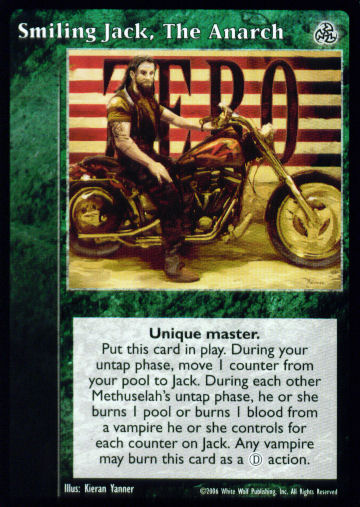 Smiling Jack, The Anarch
ZERO
Unique master.
Put this card in play. During your
untap phase, move 1 counter from
your pool to Jack. During each other
Methuselah's untap phase, he or she
burns 1 pool or burns 1 blood from
a vampire he or she controls for
each counter on Jack. Any vampire
may burn this card as a Ⓓ action.
Illus: Kieran Yanner
©2006 White Wolf Publishing, Inc. All Rights Reserved